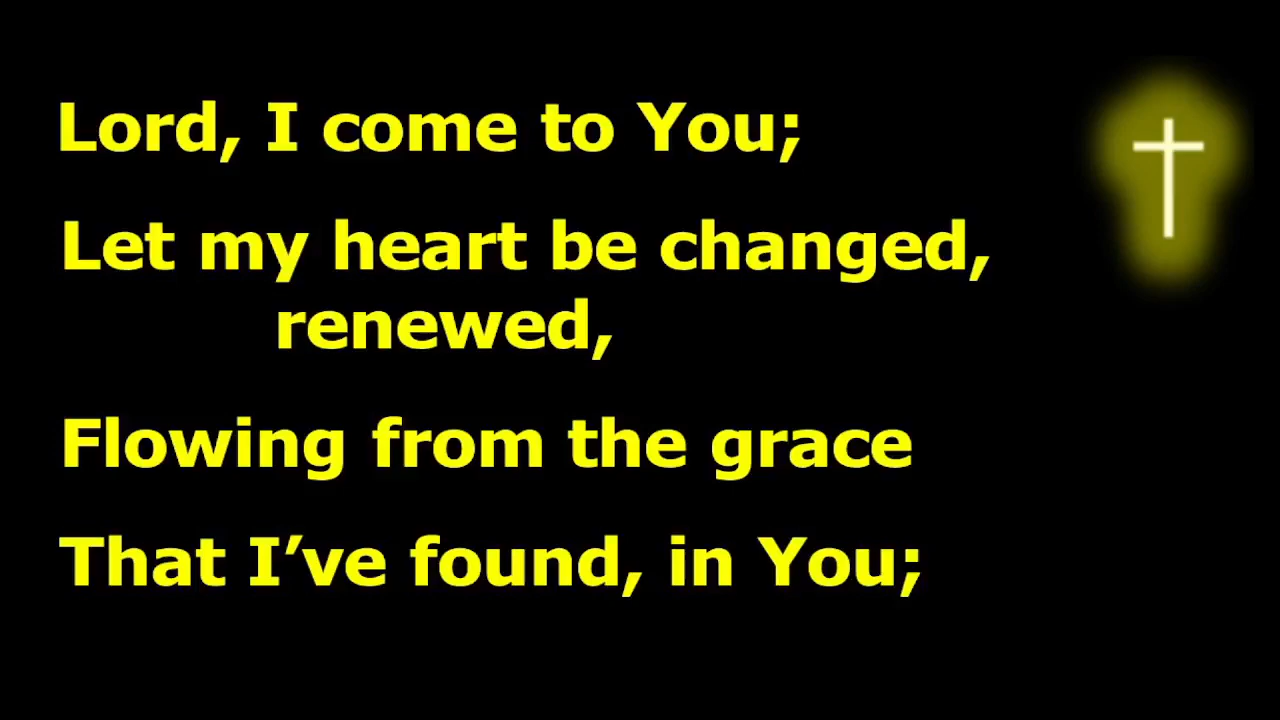 Lord, I come to You;
Let my heart be changed,
renewed,
Flowing from the grace
That I’ve found, in You;